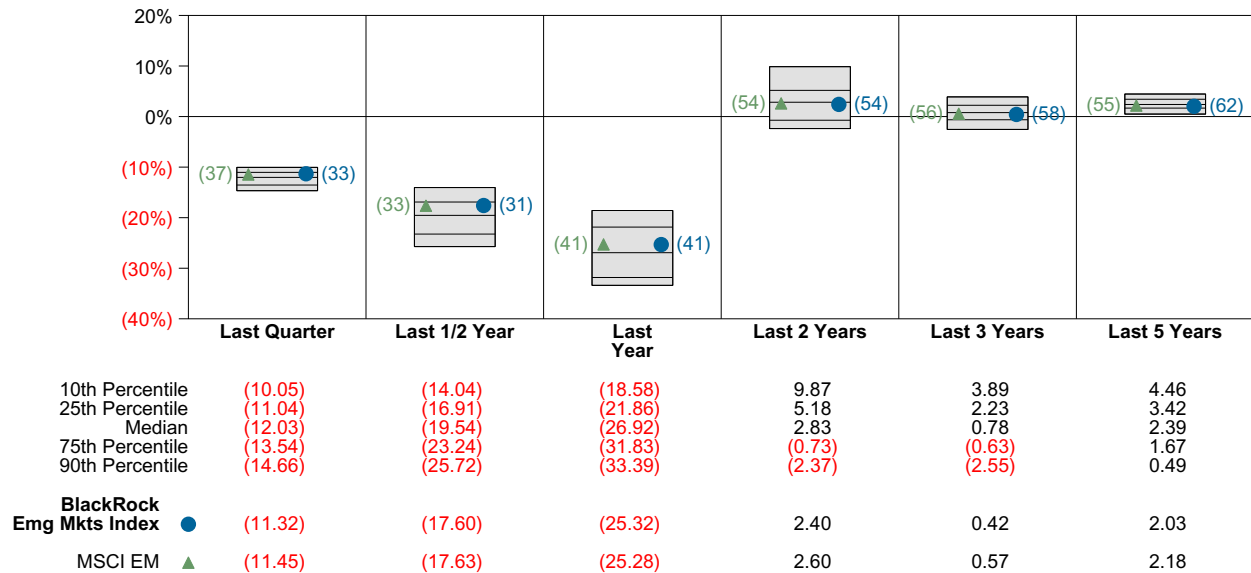 20%
10%
0%
(10%)
(20%)
(30%)
(40%)
(37) (33)
(33) (31)
(41) (41)
(54) (54)
(56) (58)
(55) (62)
Last Quarter Last 1/2 Year Last Year Last 2 Years Last 3 Years Last 5 Years
10th Percentile (10.05) (14.04) (18.58) 9.87 3.89 4.46
25th Percentile (11.04) (16.91) (21.86) 5.18 2.23 3.42
Median (12.03) (19.54) (26.92) 2.83 0.78 2.39
75th Percentile (13.54) (23.24) (31.83) (0.73) (0.63) 1.67
90th Percentile (14.66) (25.72) (33.39) (2.37) (2.55) 0.49
BlackRock
Emg Mkts Index (11.32) (17.60) (25.32) 2.40 0.42 2.03
MSCI EM (11.45) (17.63) (25.28) 2.60 0.57 2.18